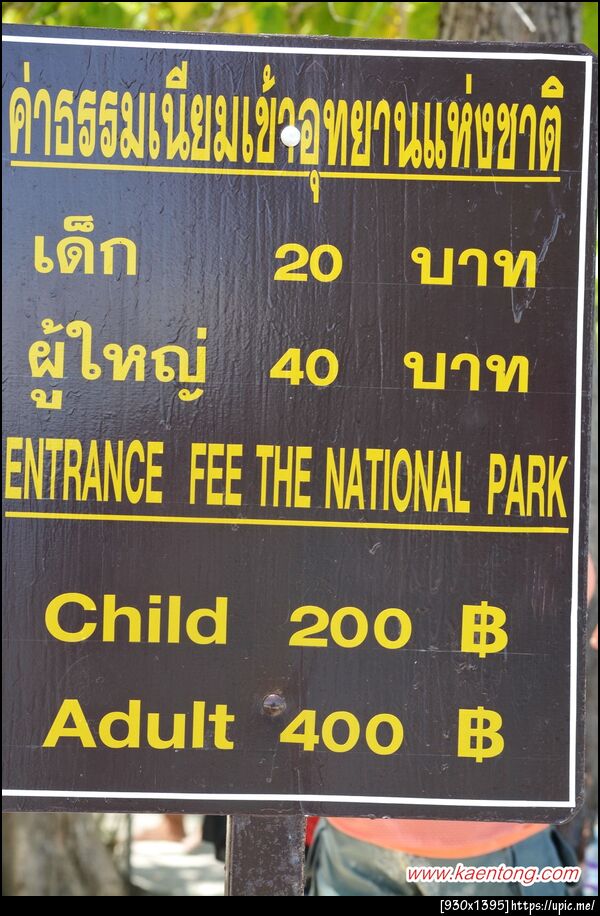 ค่าธรรมเนียมเข้าอุทยานแห่งชาติ
เด็ก 20 บาท
ผู้ใหญ่ 40 บาท
ENTRANCE FEE THE NATIONAL PARK
Child 200 ฿
Adult 400 ฿
www.kaentong.com
[930x1395]https://upic.me/